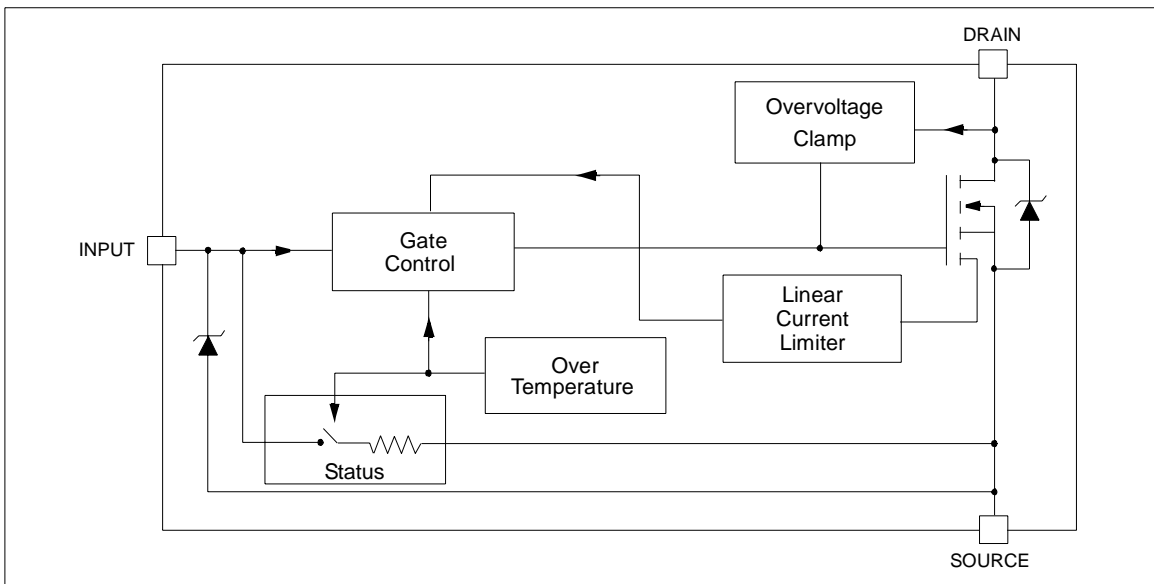 DRAIN
Overvoltage
Clamp
INPUT
Gate
Control
Linear
Current
Limiter
Over
Temperature
Status
SOURCE